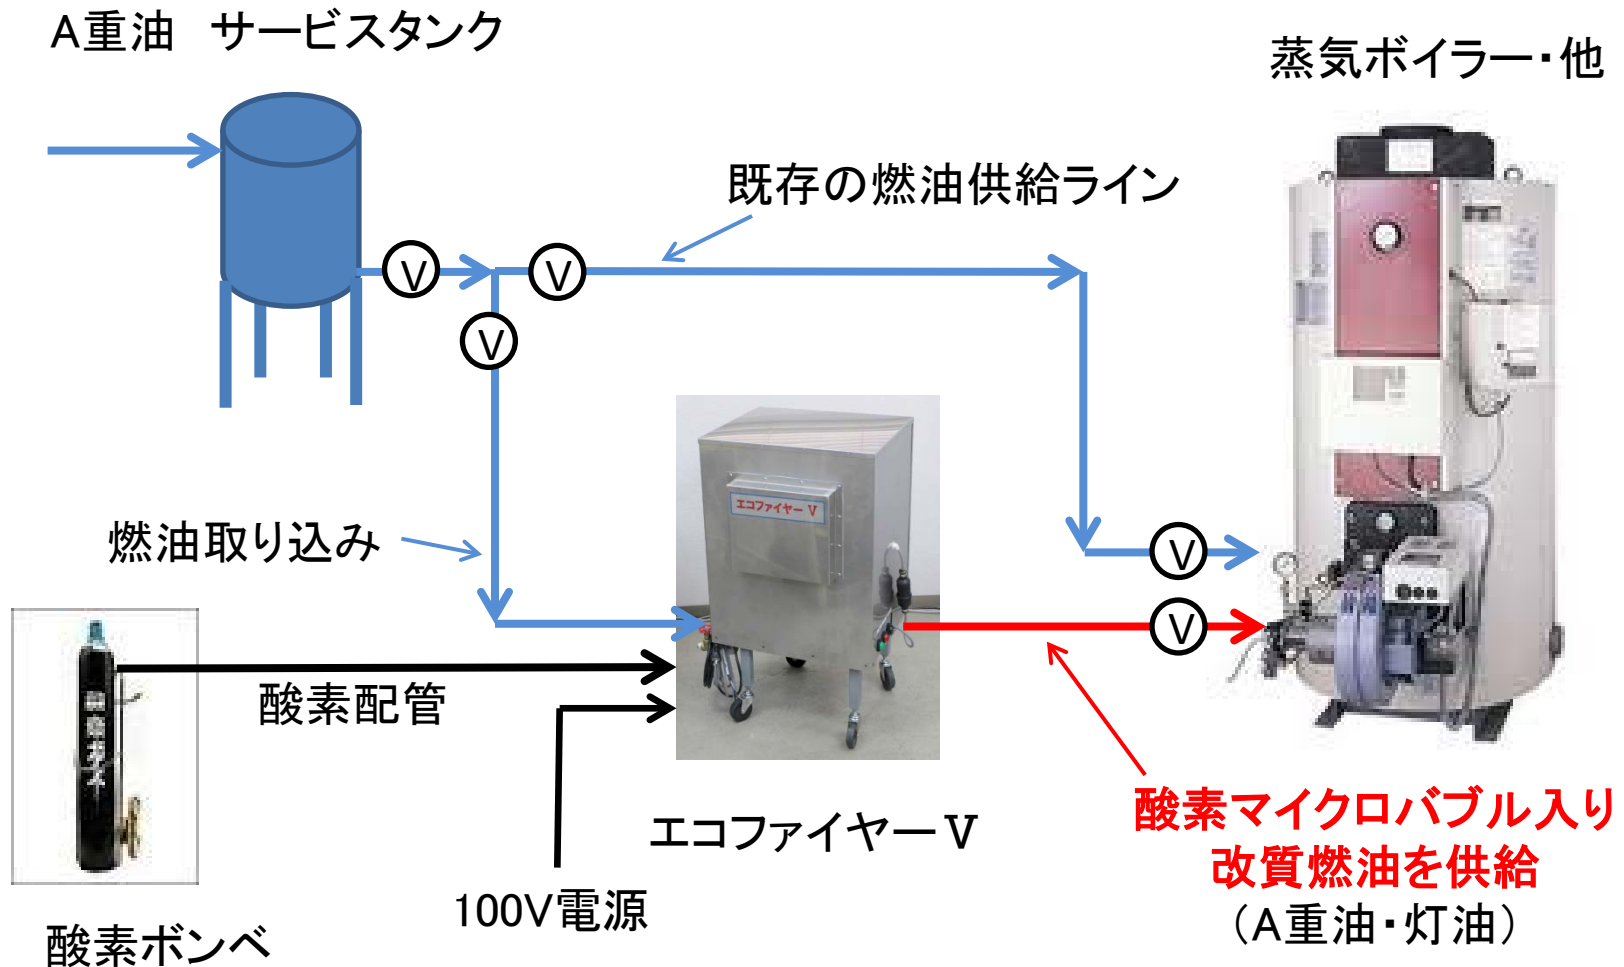 A重油　サービスタンク
蒸気ボイラー・他
既存の燃油供給ライン
V
V
V
エコファイヤー V
燃油取り込み
V
V
酸素配管
酸素マイクロバブル入り
改質燃油を供給
(A重油・灯油)
エコファイヤーⅤ
100V電源
酸素ボンベ